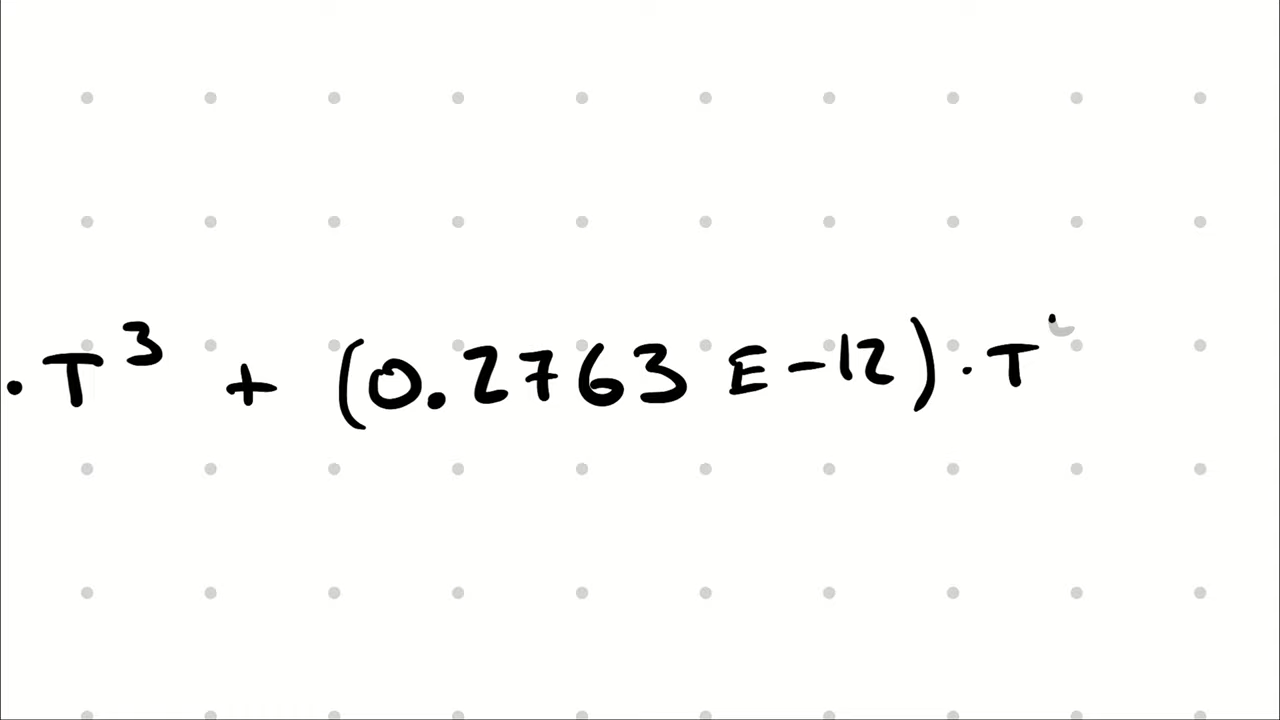 · T³ + (0.2763 E-12) · T